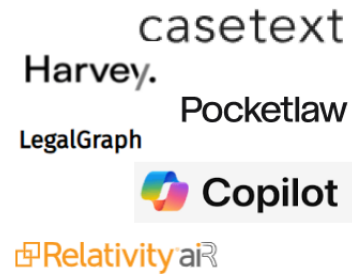 casetext
Harvey.
Pocketlaw
LegalGraph
Copilot
Relativity aiR